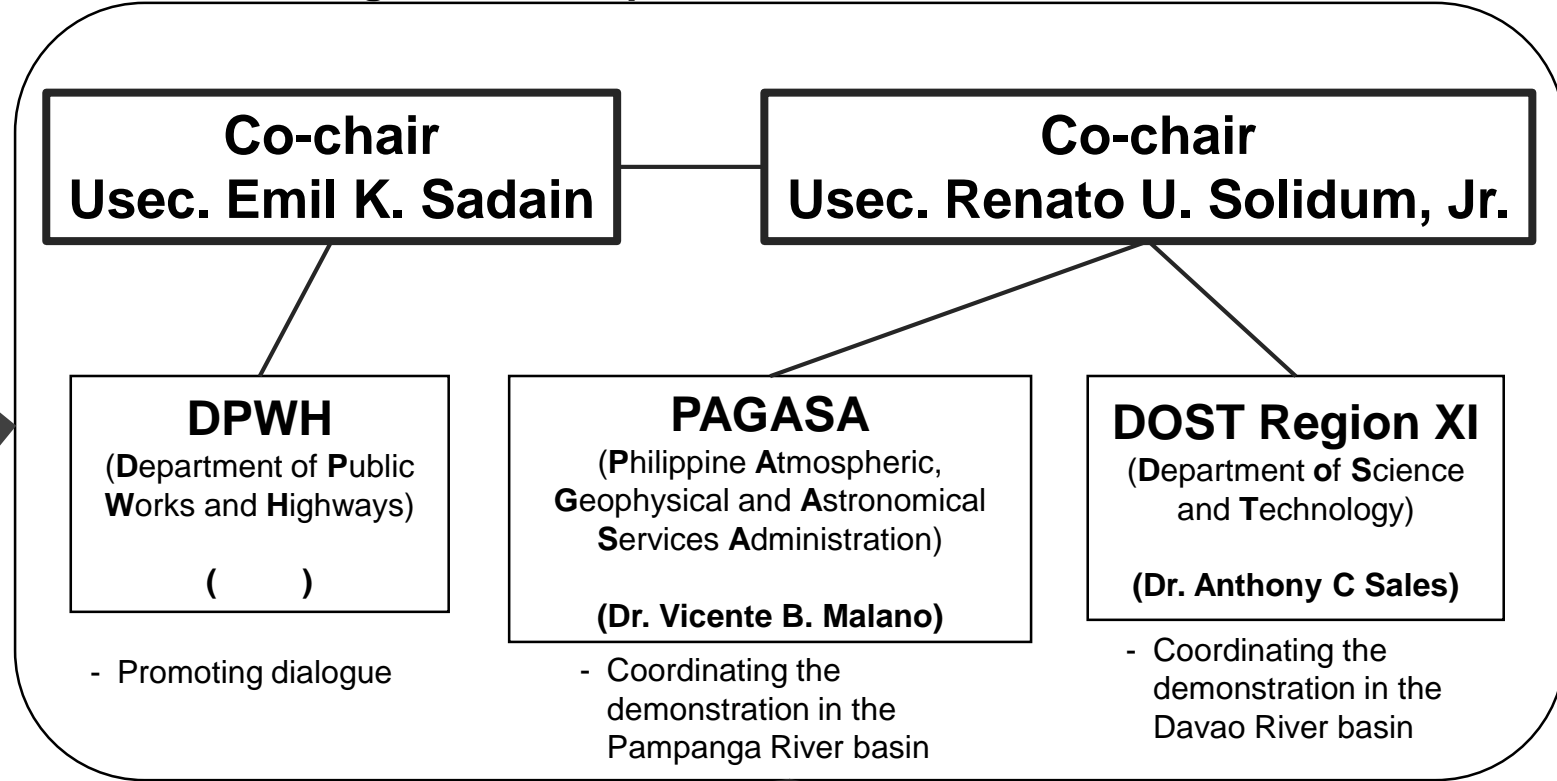 Co-chair
Usec. Emil K. Sadain
Co-chair
Usec. Renato U. Solidum, Jr.
DPWH
(Department of Public
Works and Highways)
( )
- Promoting dialogue
PAGASA
(Philippine Atmospheric,
Geophysical and Astronomical
Services Administration)
(Dr. Vicente B. Malano)
- Coordinating the
demonstration in the
Pampanga River basin
DOST Region XI
(Department of Science
and Technology)
(Dr. Anthony C Sales)
- Coordinating the
demonstration in the
Davao River basin